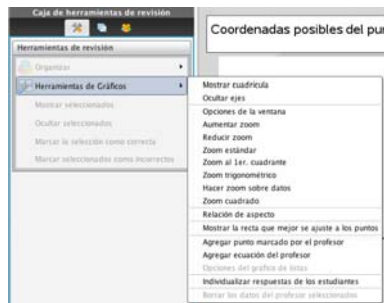 Caja de herramientas de revisión
Herramientas de revisión
Organizar
Herramientas de Gráficos
Mostrar seleccionados
Ocultar seleccionados
Marcar la selección como correcta
Marcar seleccionados como incorrectos
Coordenadas posibles del pu
Mostrar cuadrícula
Ocultar ejes
Opciones de la ventana
Aumentar zoom
Reducir zoom
Zoom estándar
Zoom al 1er. cuadrante
Zoom trigonométrico
Hacer zoom sobre datos
Zoom cuadrado
Relación de aspecto
Mostrar la recta que mejor se ajuste a los puntos
Agregar punto marcado por el profesor
Agregar ecuación del profesor
Opciones del gráfico de listas
Individualizar respuestas de los estudiantes
Borrar los datos del profesor seleccionados